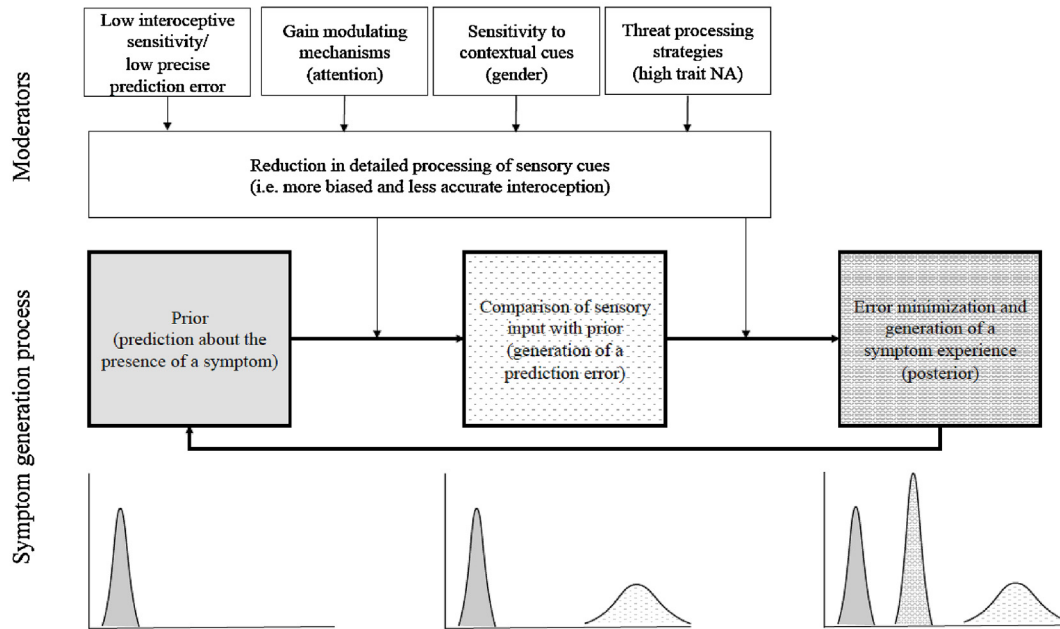 Moderators
Low interoceptive
sensitivity/
low precise
prediction error
Gain modulating
mechanisms
(attention)
Sensitivity to
contextual cues
(gender)
Threat processing
strategies
(high trait NA)
Reduction in detailed processing of sensory cues
(i.e. more biased and less accurate interoception)
Symptom generation process
Prior
(prediction about the
presence of a symptom)
Comparison of sensory
input with prior
(generation of a
prediction error)
Error minimization and
generation of a
symptom experience
(posterior)